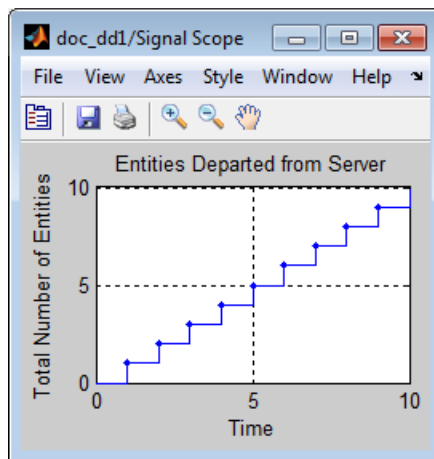 doc_dd1/Signal Scope
File View Axes Style Window Help
Entities Departed from Server
Total Number of Entities
10
5
0
0 5 10
Time